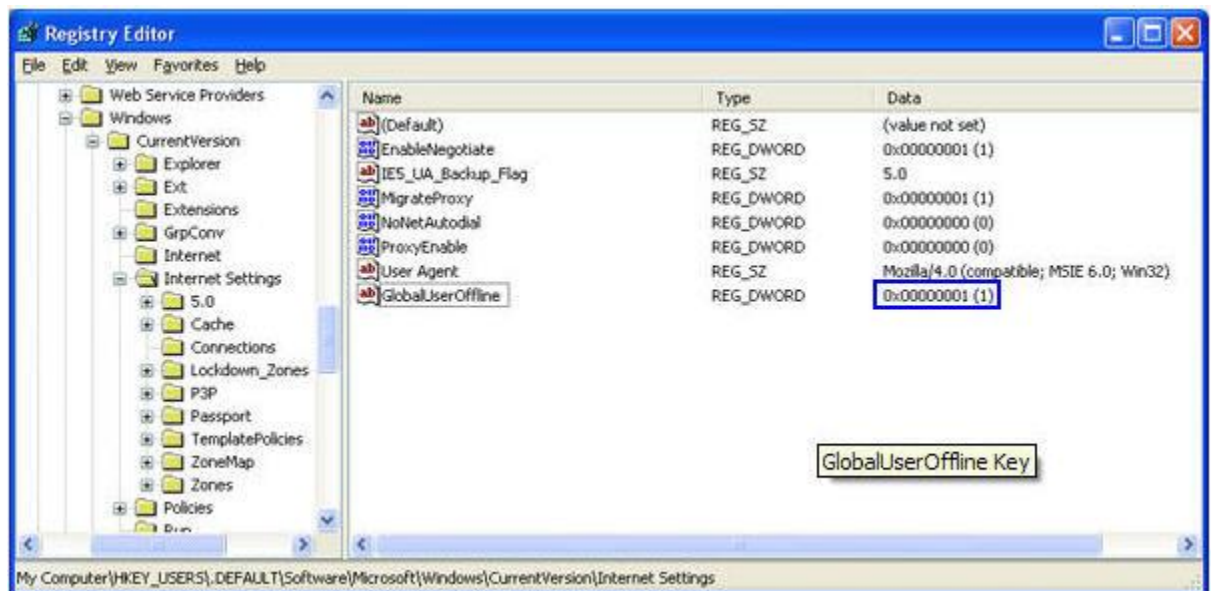 Registry Editor
File Edit View Favorites Help
Web Service Providers
Windows
CurrentVersion
Explorer
Ext
Extensions
GrpConv
Internet
Internet Settings
5.0
Cache
Connections
Lockdown_Zones
P3P
Passport
TemplatePolicies
ZoneMap
Zones
Policies
Run
Name Type Data
(Default) REG_SZ (value not set)
EnableNegotiate REG_DWORD 0x00000001 (1)
IE5_UA_Backup_Flag REG_SZ 5.0
MigrateProxy REG_DWORD 0x00000001 (1)
NoNetAutodial REG_DWORD 0x00000000 (0)
ProxyEnable REG_DWORD 0x00000000 (0)
User Agent REG_SZ Mozilla/4.0 (compatible; MSIE 6.0; Win32)
GlobalUserOffline REG_DWORD 0x00000001 (1)
GlobalUserOffline Key
My Computer\HKEY_USERS\.DEFAULT\Software\Microsoft\Windows\CurrentVersion\Internet Settings